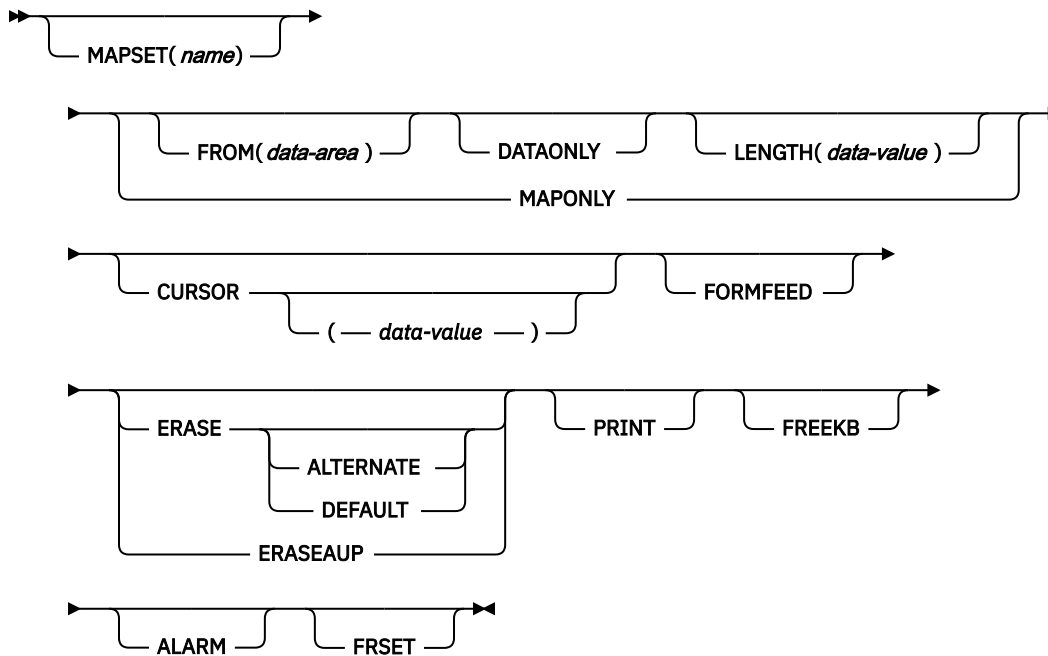 MAPSET( name)
FROM( data-area ) DATAONLY LENGTH( data-value )
MAPONLY
CURSOR FORMFEED
( data-value )
ERASE PRINT FREEKB
ALTERNATE
DEFAULT
ERASEAUP
ALARM FRSET